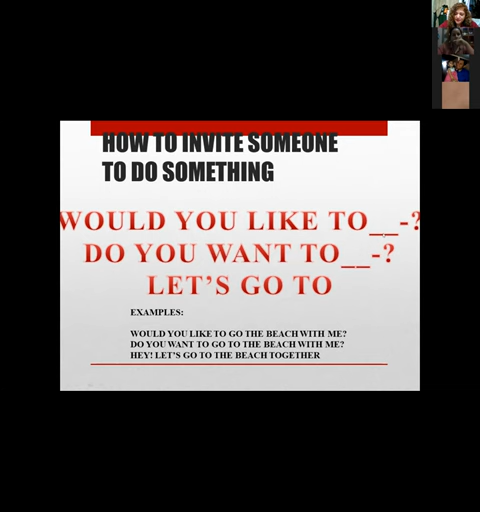 HOW TO INVITE SOMEONE
TO DO SOMETHING
WOULD YOU LIKE TO__-?
DO YOU WANT TO__-?
LET'S GO TO
EXAMPLES:
WOULD YOU LIKE TO GO THE BEACH WITH ME?
DO YOU WANT TO GO TO THE BEACH WITH ME?
HEY! LET'S GO TO THE BEACH TOGETHER